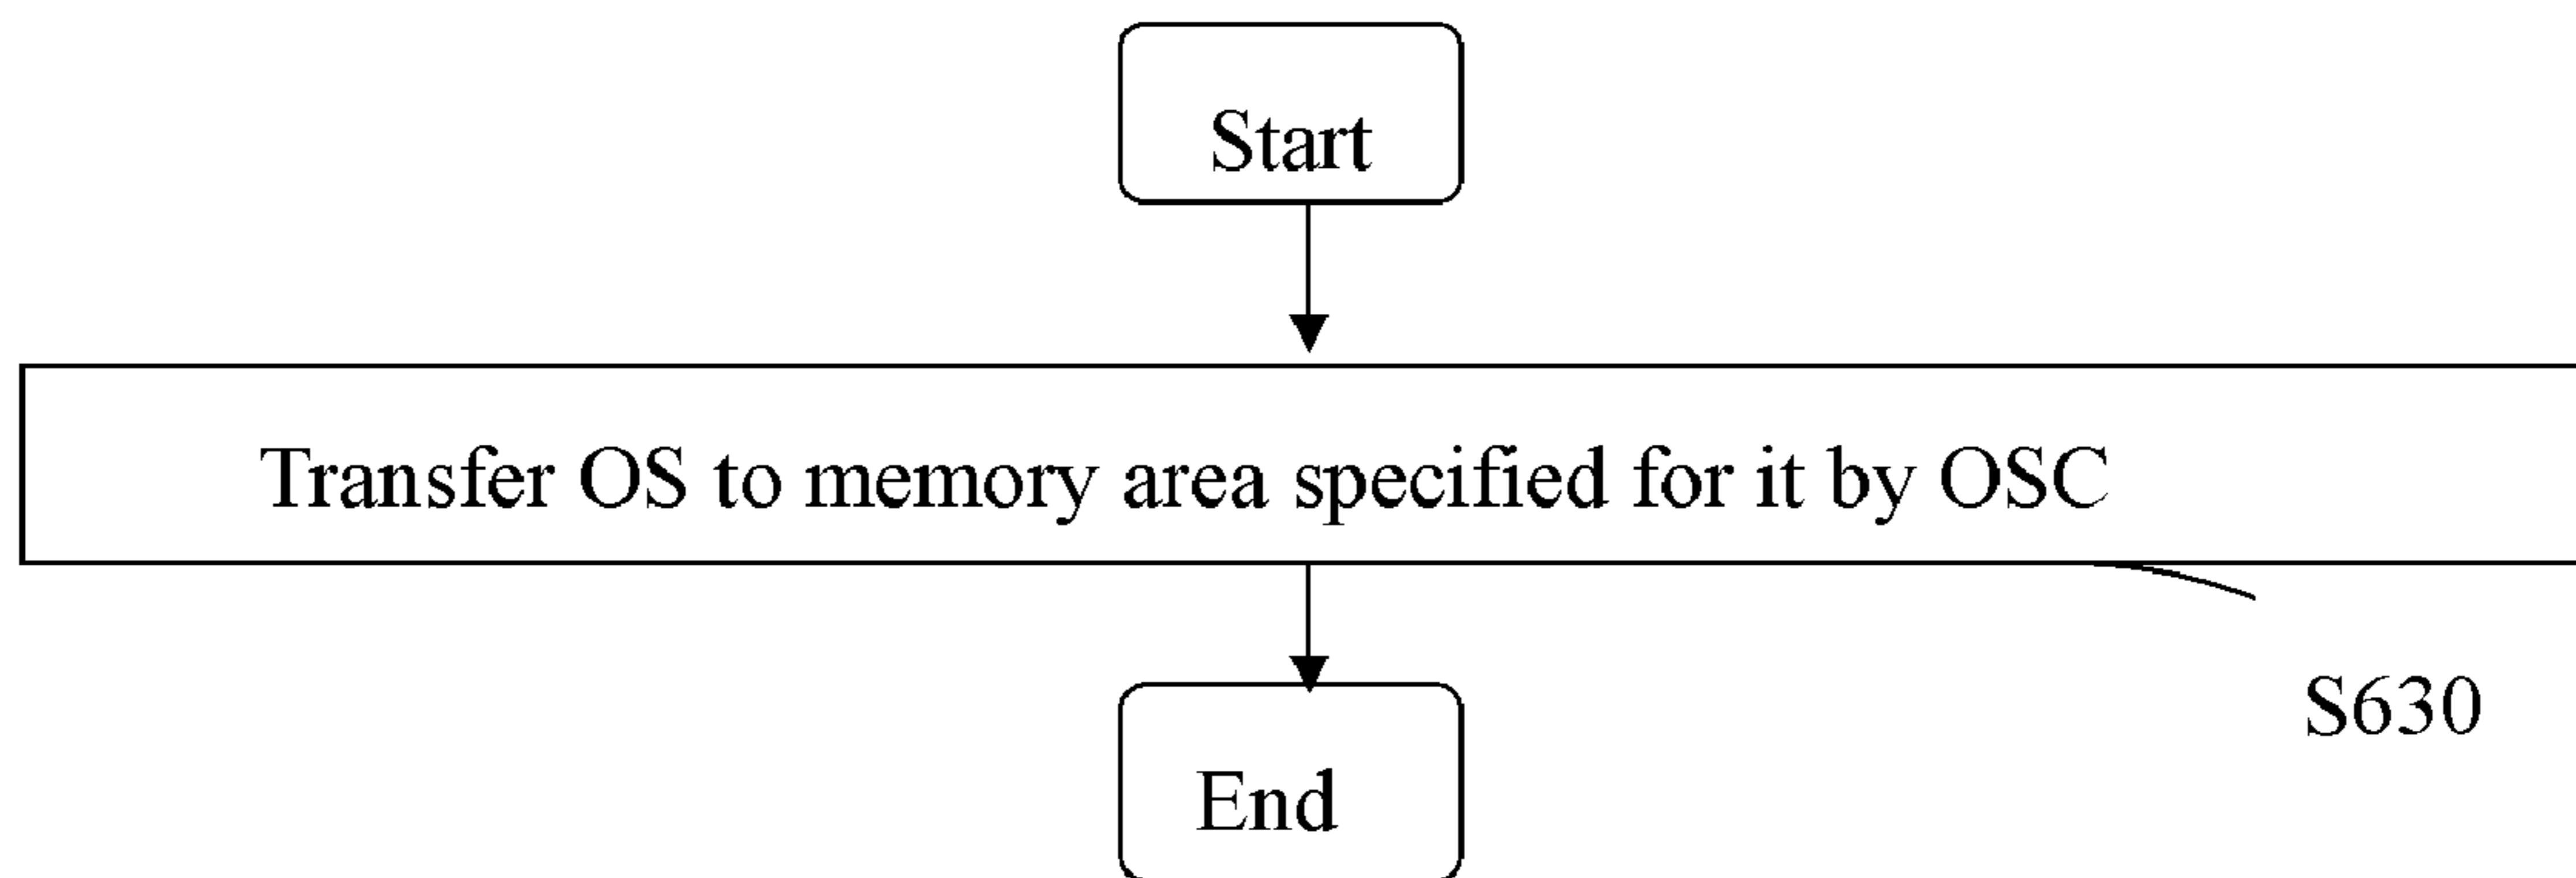 Start
Transfer OS to memory area specified for it by OSC
S630
End